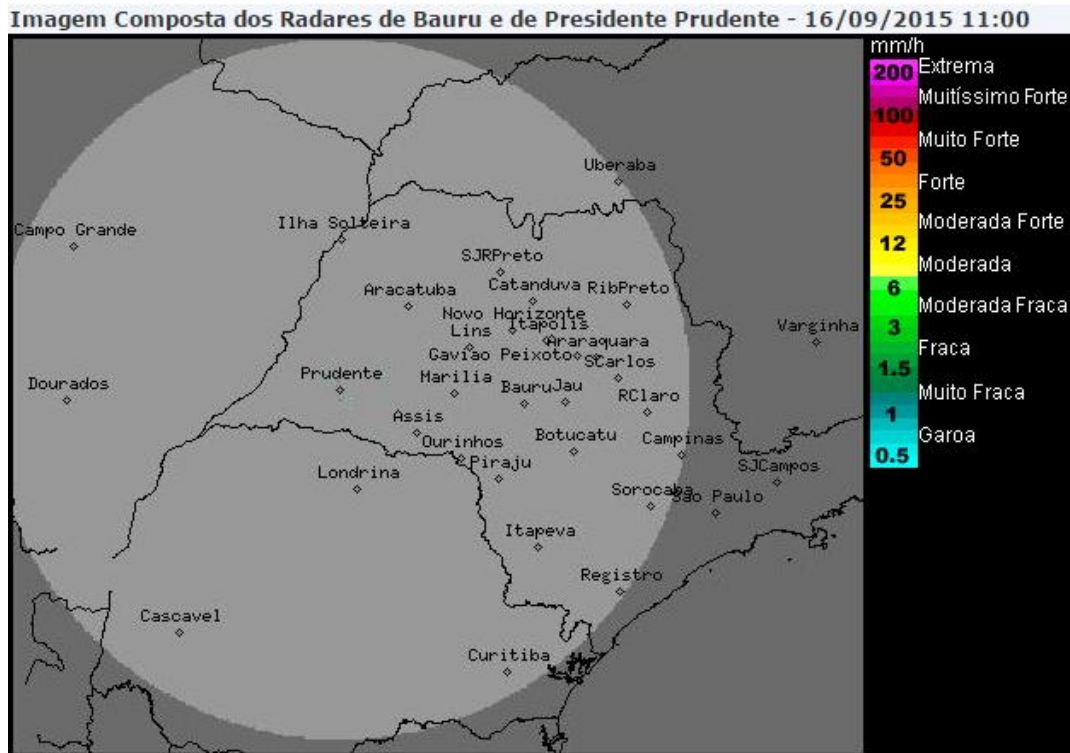 Imagem Composta dos Radares de Bauru e de Presidente Prudente - 16/09/2015 11:00
mm/h
200 Extrema
Muitíssimo Forte
100
Muito Forte
50
Forte
25
Moderada Forte
12
Moderada
6
Moderada Fraca
3
Fraca
1.5
Muito Fraca
1
Garoa
0.5
Uberaba
Campo Grande
Ilha Solteira
SJRPreto
Aracatuba
Catanduva
RibPreto
Novo Horizonte
Itapolis
Lins
Araraquara
Varginha
Gaviao Peixoto
SCarlos
Prudente
Marilia
Dourados
Bauru
Jau
RClaro
Assis
Ourinhos
Botucatu
Campinas
Piraju
Londrina
SJCampos
Sorocaba
Sao Paulo
Itapeva
Registro
Cascavel
Curitiba